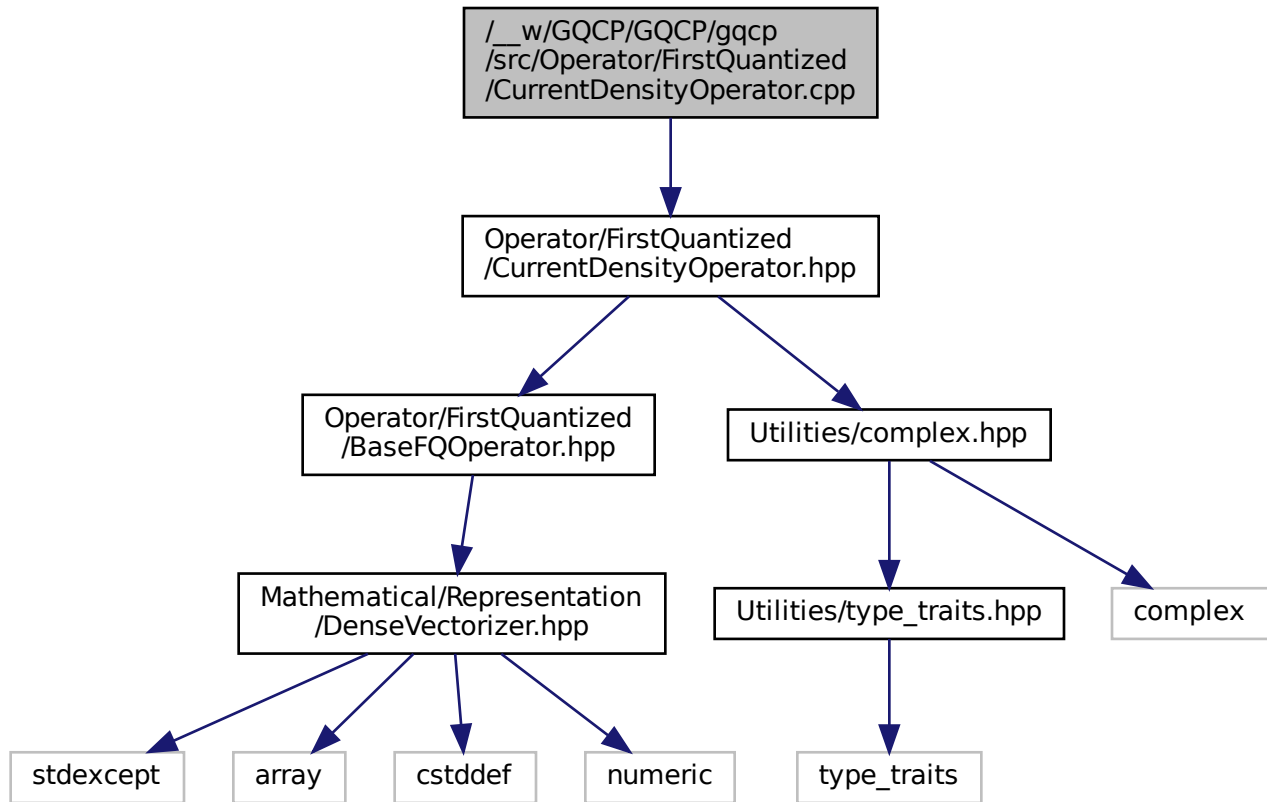 /__w/GQCP/GQCP/gqcp
/src/Operator/FirstQuantized
/CurrentDensityOperator.cpp
Operator/FirstQuantized
/CurrentDensityOperator.hpp
Operator/FirstQuantized
/BaseFQOperator.hpp
Utilities/complex.hpp
Mathematical/Representation
/DenseVectorizer.hpp
Utilities/type_traits.hpp
complex
stdexcept
array
cstddef
numeric
type_traits